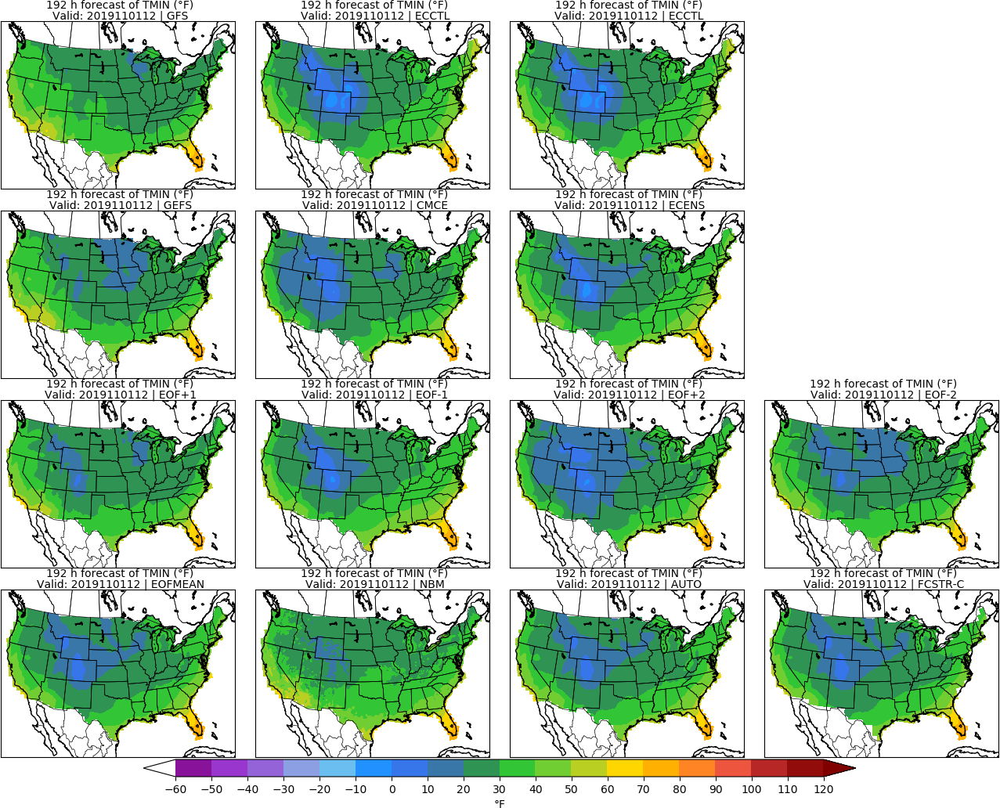 192 h forecast of TMIN (°F)
Valid: 2019110112 | GFS
192 h forecast of TMIN (°F)
Valid: 2019110112 | ECCTL
192 h forecast of TMIN (°F)
Valid: 2019110112 | ECCTL
192 h forecast of TMIN (°F)
Valid: 2019110112 | GEFS
192 h forecast of TMIN (°F)
Valid: 2019110112 | CMCE
192 h forecast of TMIN (°F)
Valid: 2019110112 | ECENS
192 h forecast of TMIN (°F)
Valid: 2019110112 | EOF+1
192 h forecast of TMIN (°F)
Valid: 2019110112 | EOF-1
192 h forecast of TMIN (°F)
Valid: 2019110112 | EOF+2
192 h forecast of TMIN (°F)
Valid: 2019110112 | EOF-2
192 h forecast of TMIN (°F)
Valid: 2019110112 | EOFMEAN
192 h forecast of TMIN (°F)
Valid: 2019110112 | NBM
192 h forecast of TMIN (°F)
Valid: 2019110112 | AUTO
192 h forecast of TMIN (°F)
Valid: 2019110112 | FCSTR-C
−60 −50 −40 −30 −20 −10 0 10 20 30 40 50 60 70 80 90 100 110 120
°F